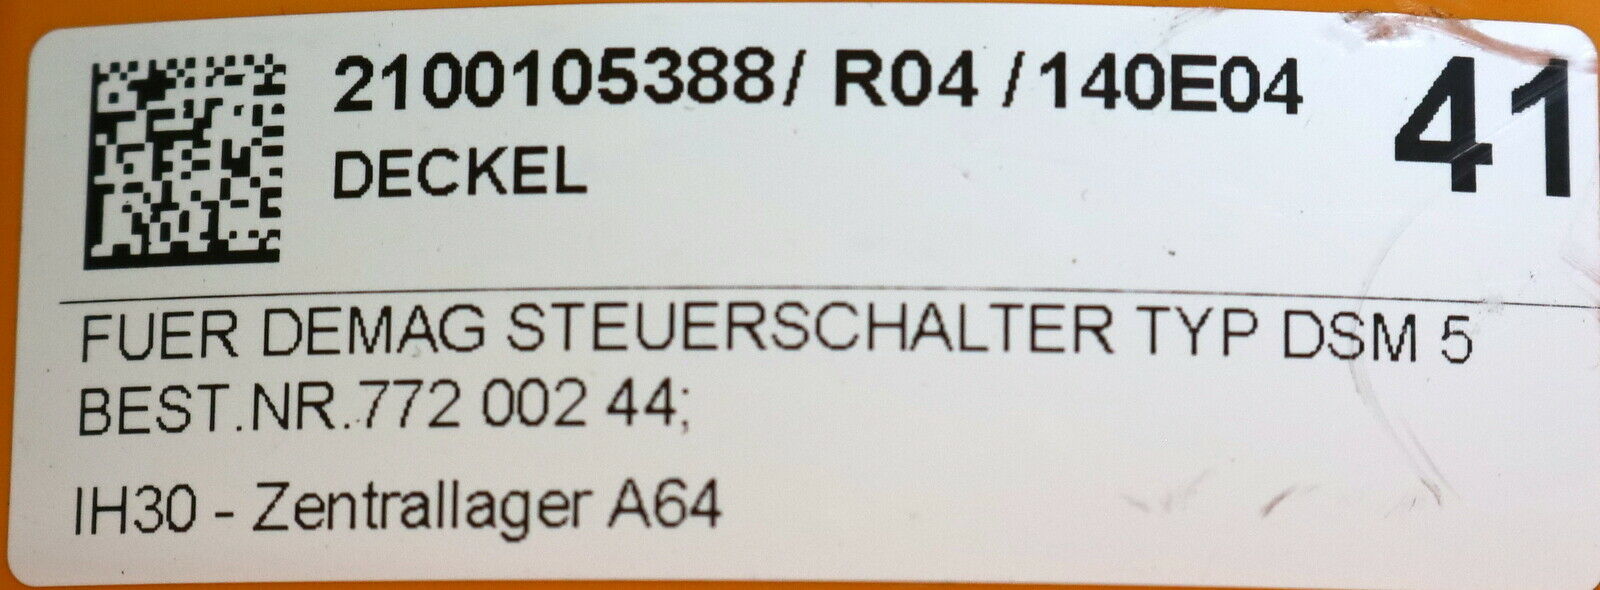 2100105388/ R04 /140E04
41
DECKEL
FUER DEMAG STEUERSCHALTER TYP DSM 5
BEST.NR.772 002 44;
IH30 - Zentrallager A64